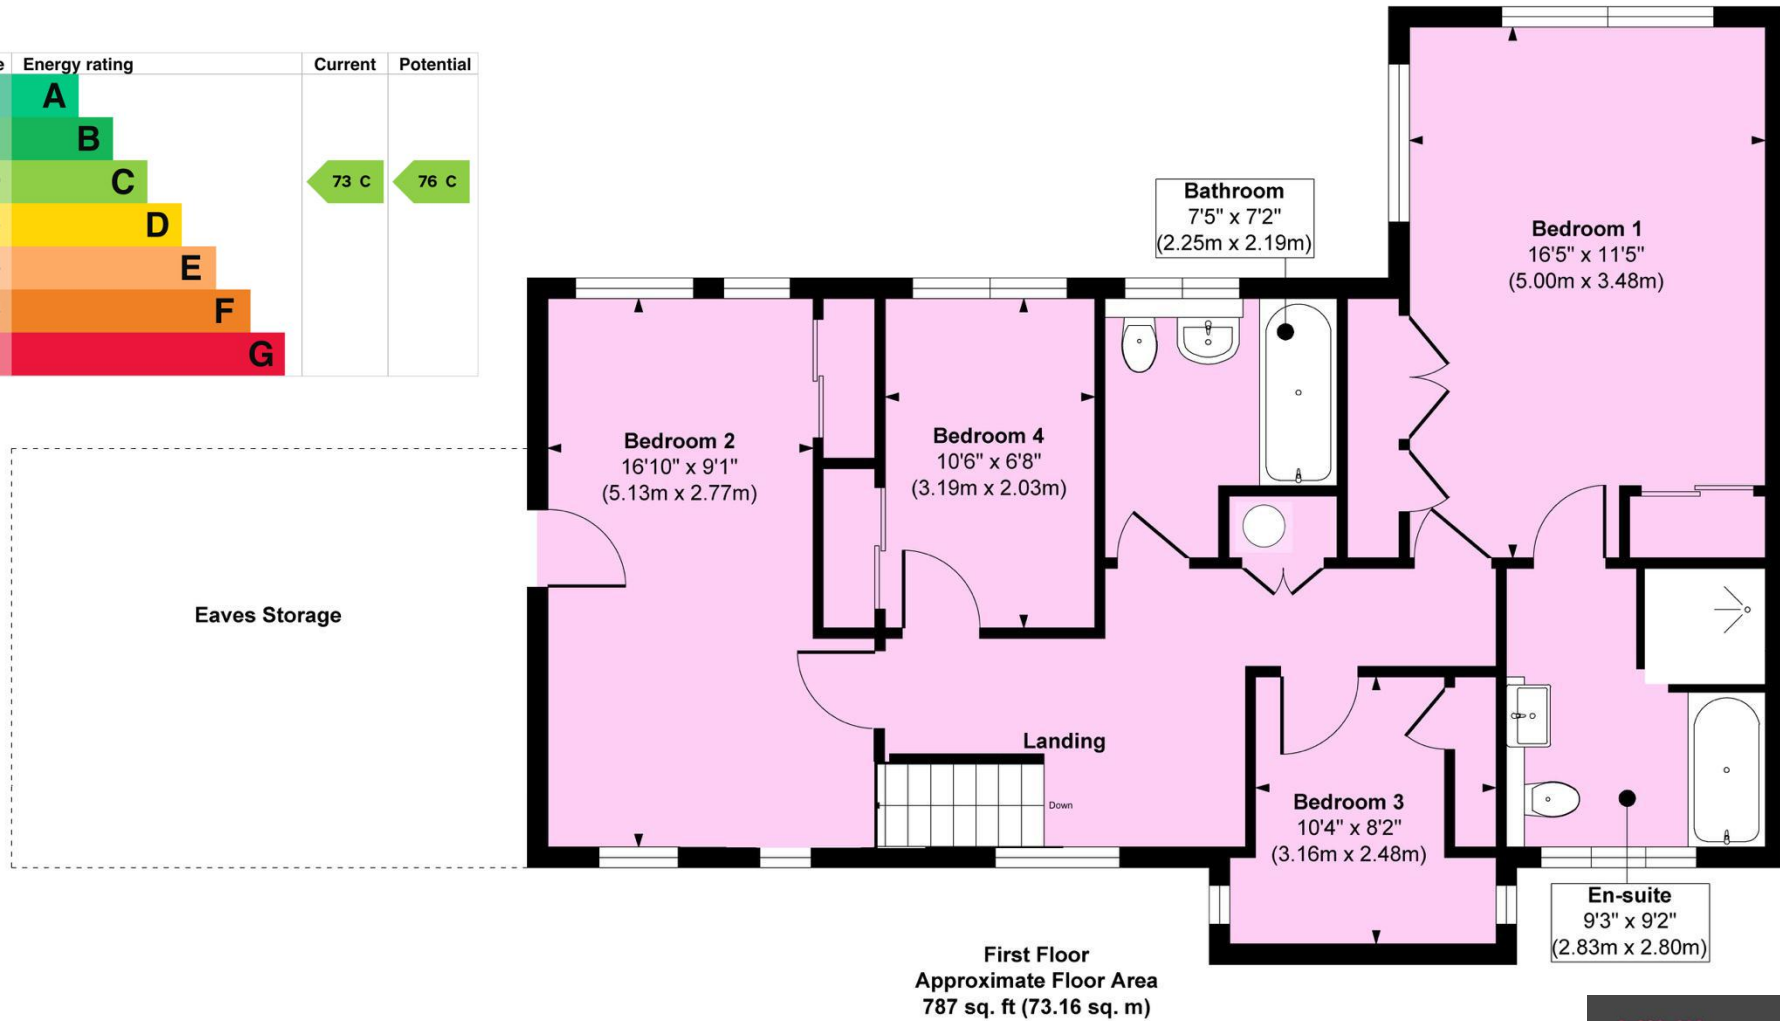 Energy rating
Current
Potential
A
B
C
D
E
F
G
73 C
76 C
Bathroom
7'5" x 7'2"
(2.25m x 2.19m)
Bedroom 1
16'5" x 11'5"
(5.00m x 3.48m)
Bedroom 2
16'10" x 9'1"
(5.13m x 2.77m)
Bedroom 4
10'6" x 6'8"
(3.19m x 2.03m)
Eaves Storage
Landing
Down
Bedroom 3
10'4" x 8'2"
(3.16m x 2.48m)
En-suite
9'3" x 9'2"
(2.83m x 2.80m)
First Floor
Approximate Floor Area
787 sq. ft (73.16 sq. m)